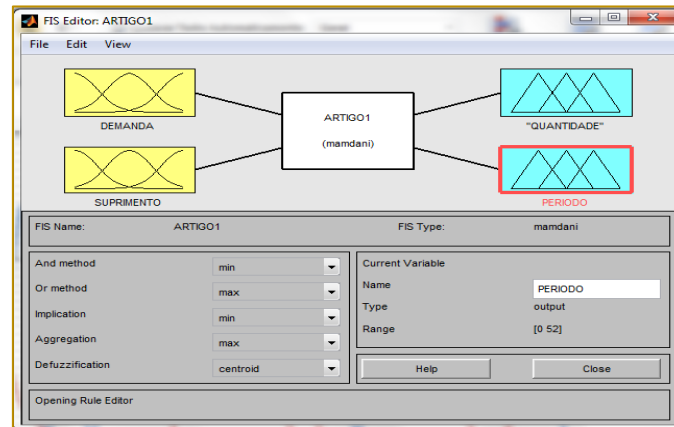 FIS Editor: ARTIGO1
File Edit View
DEMANDA
SUPRIMENTO
ARTIGO1
(mamdani)
"QUANTIDADE"
PERIODO
FIS Name: ARTIGO1 FIS Type: mamdani
And method min
Or method max
Implication min
Aggregation max
Defuzzification centroid
Current Variable
Name PERIODO
Type output
Range [0 52]
Help Close
Opening Rule Editor